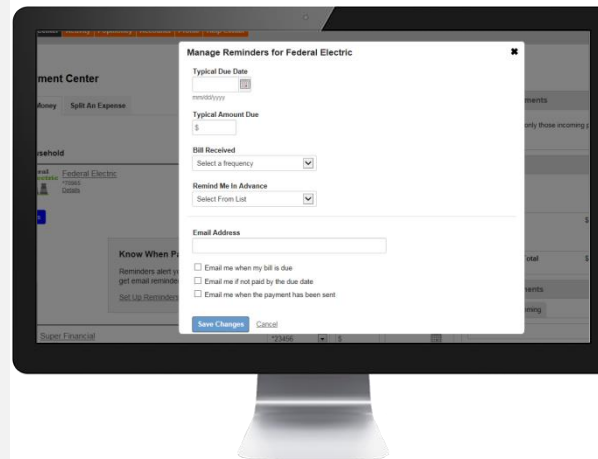 Manage Reminders for Federal Electric
Typical Due Date
mm/dd/yyyy
Typical Amount Due
$
Bill Received
Select a frequency
Remind Me In Advance
Select From List
Email Address
Email me when my bill is due
Email me if not paid by the due date
Email me when the payment has been sent
Save Changes Cancel
ment Center
Money Split An Expense
sehold
Federal Electric
Details
Know When Pa
Reminders alert yo
get email reminde
Set Up Reminders
Super Financial
*23456 $
ments
only those incoming p
$
otal $
ments
ming